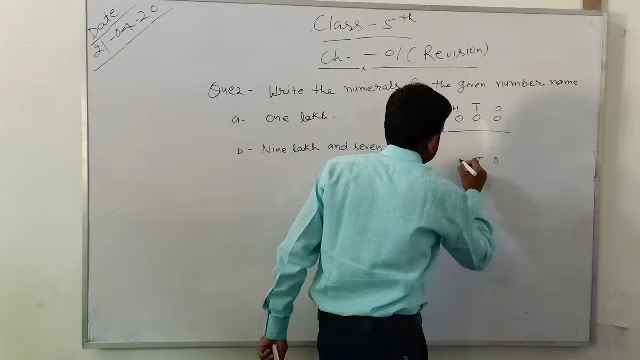 Date
21-04-20
Class - 5th
Ch. - 01 (Revision)
Que2 - Write the numerals the given number name
a - One lakh. H T O
0 0 0
b - Nine lakh and seven T O